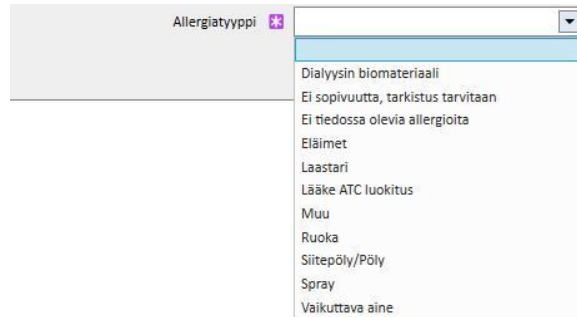 Allergiatyyppi
Dialyysin biomateriaali
Ei sopivuutta, tarkistus tarvitaan
Ei tiedossa olevia allergioita
Eläimet
Laastari
Lääke ATC luokitus
Muu
Ruoka
Siitepöly/Pöly
Spray
Vaikuttava aine